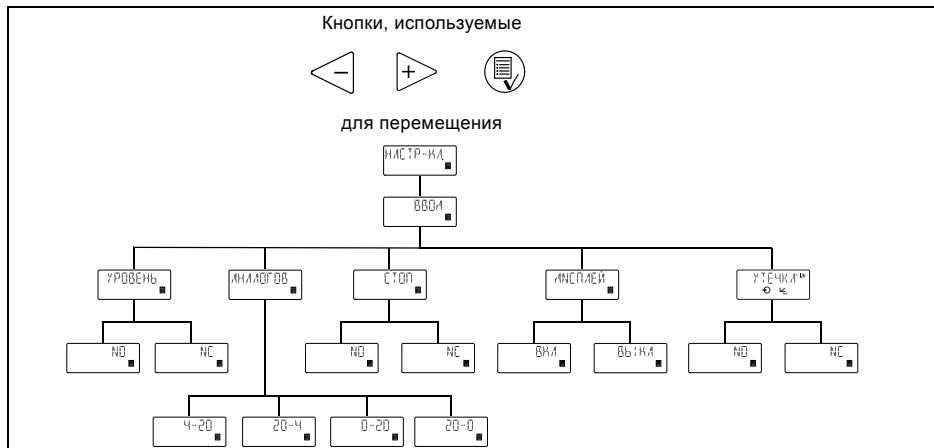 Кнопки, используемые
для перемещения
НАСТР-КА
ВВОД
УРОВЕНЬ АНАЛОГОВ СТОП ДИСПЛЕЙ УТЕЧКА
NO NC NO NC ВКЛ ВЫКЛ NO NC
4-20 20-4 0-20 20-0